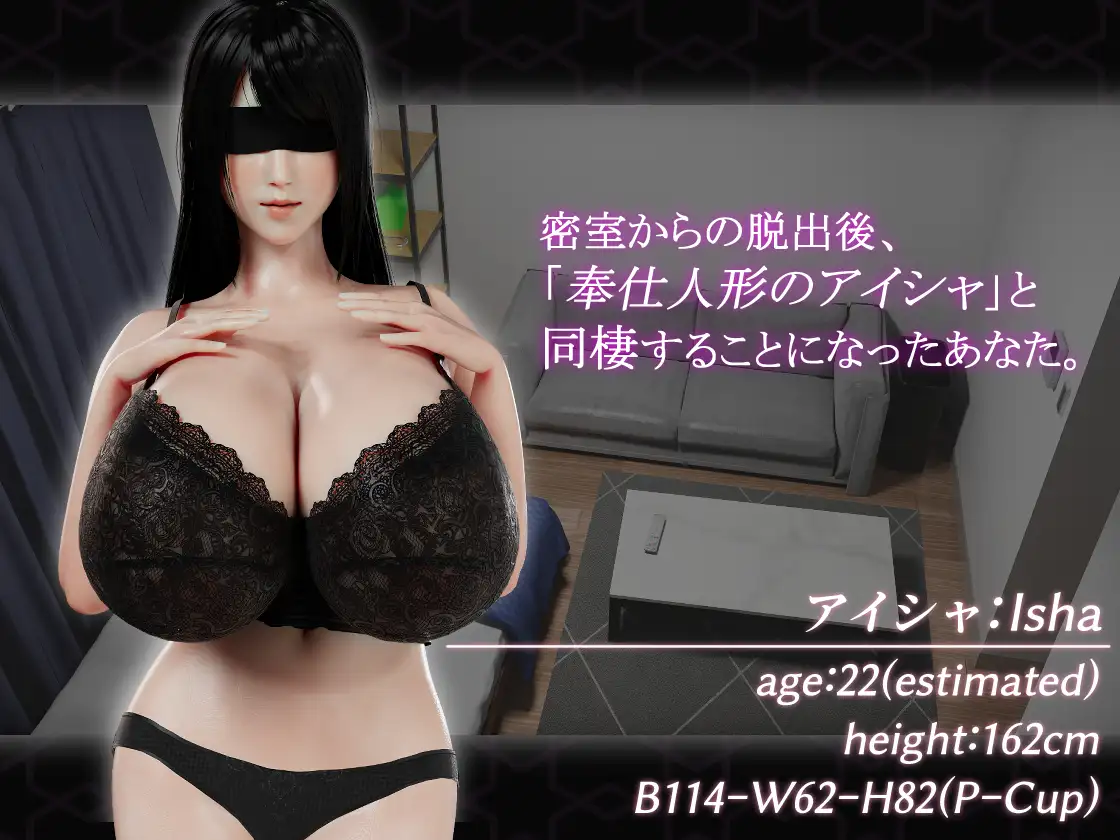 密室からの脱出後、
「奉仕人形のアイシャ」と
同棲することになったあなた。
アイシャ:Isha
age:22(estimated)
height:162cm
B114-W62-H82(P-Cup)